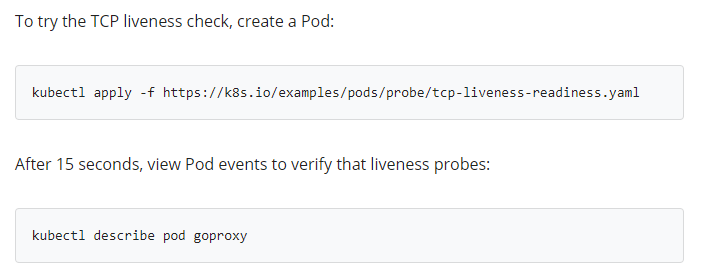 To try the TCP liveness check, create a Pod:
kubectl apply -f https://k8s.io/examples/pods/probe/tcp-liveness-readiness.yaml
After 15 seconds, view Pod events to verify that liveness probes:
kubectl describe pod goproxy